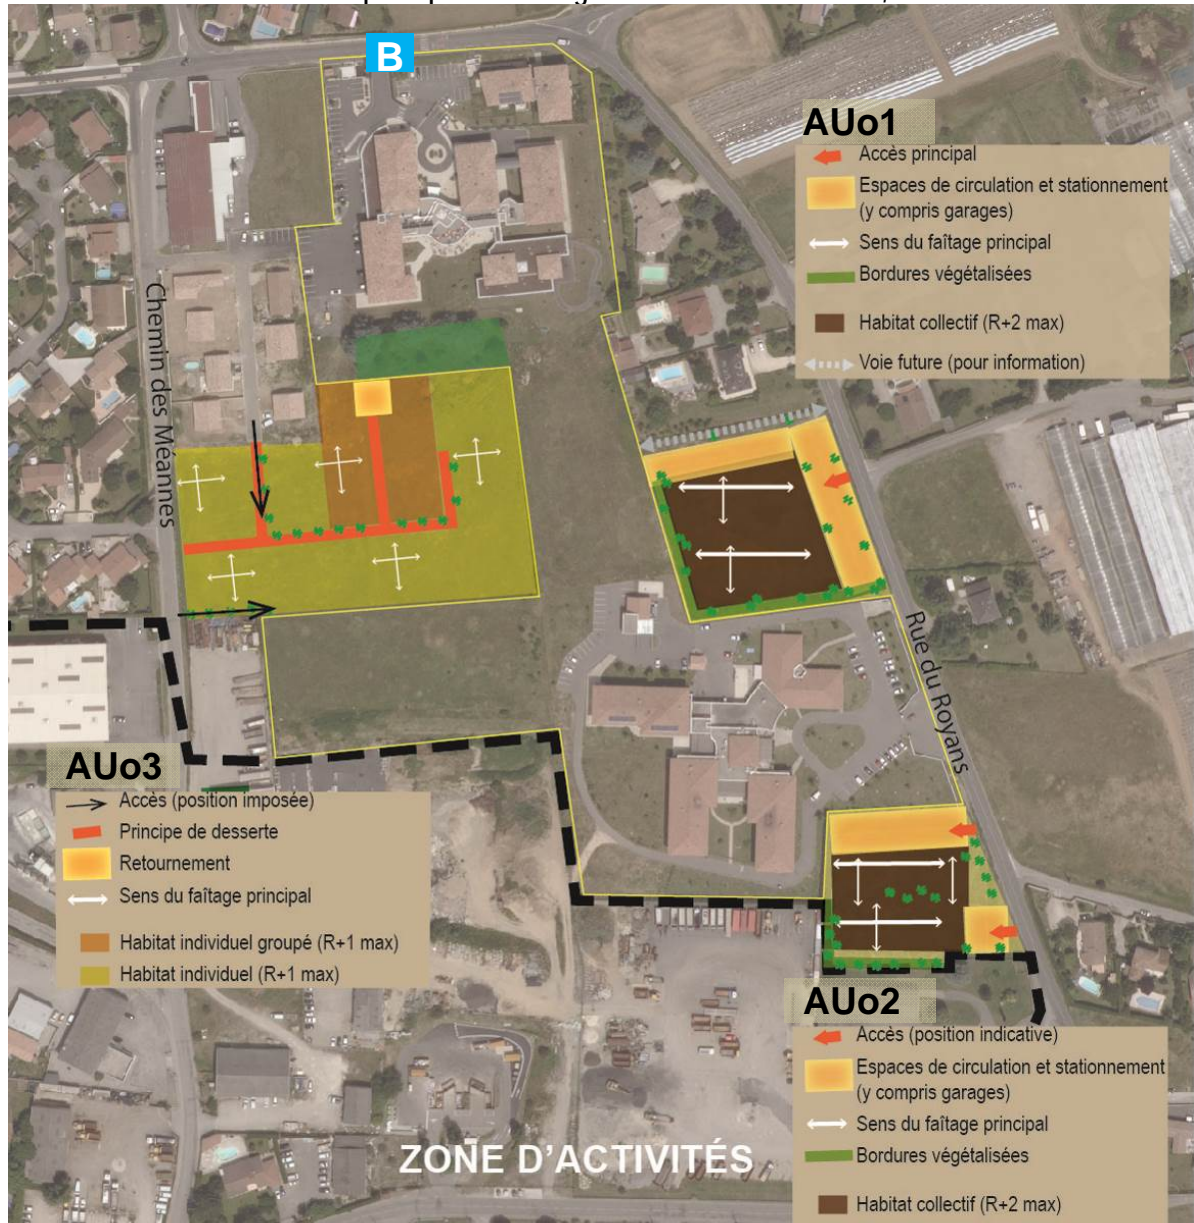 B
AUo1
Accès principal
Espaces de circulation et stationnement
(y compris garages)
Sens du faîtage principal
Bordures végétalisées
Habitat collectif (R+2 max)
Voie future (pour information)
Chemin des Méannes
Rue du Royans
AUo3
Accès (position imposée)
Principe de desserte
Retournement
Sens du faîtage principal
Habitat individuel groupé (R+1 max)
Habitat individuel (R+1 max)
AUo2
Accès (position indicative)
Espaces de circulation et stationnement
(y compris garages)
Sens du faîtage principal
Bordures végétalisées
Habitat collectif (R+2 max)
ZONE D'ACTIVITÉS